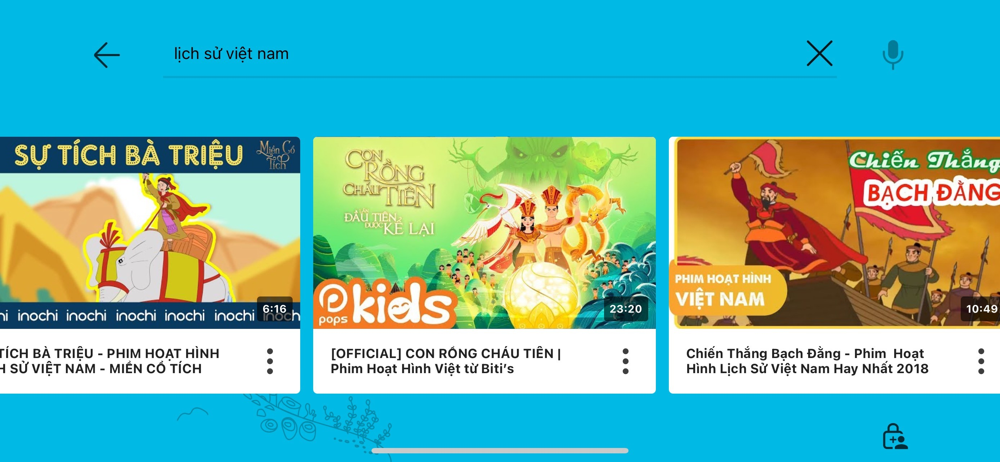 lịch sử việt nam
SỰ TÍCH BÀ TRIỆU
Miền Cổ
Tích
inochi inochi inochi inochi inochi
6:16
TÍCH BÀ TRIỆU - PHIM HOẠT HÌNH
SỬ VIỆT NAM - MIỀN CỔ TÍCH
CON
RỒNG
CHÁU TIÊN
LẦN
ĐẦU TIÊN
ĐƯỢC KỂ LẠI
pops kids
23:20
[OFFICIAL] CON RỒNG CHÁU TIÊN |
Phim Hoạt Hình Việt từ Biti’s
Chiến Thắng
BẠCH ĐẰNG
PHIM HOẠT HÌNH
VIỆT NAM
10:49
Chiến Thắng Bạch Đằng - Phim  Hoạt
Hình Lịch Sử Việt Nam Hay Nhất 2018